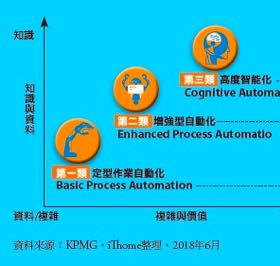 知識
第三類 高度智能化
Cognitive Automa
第二類 增強型自動化
Enhanced Process Automatio
知識與資料
第一類 定型作業自動化
Basic Process Automation
資料/複雜
複雜與價值
資料來源:KPMG,iThome整理,2018年6月